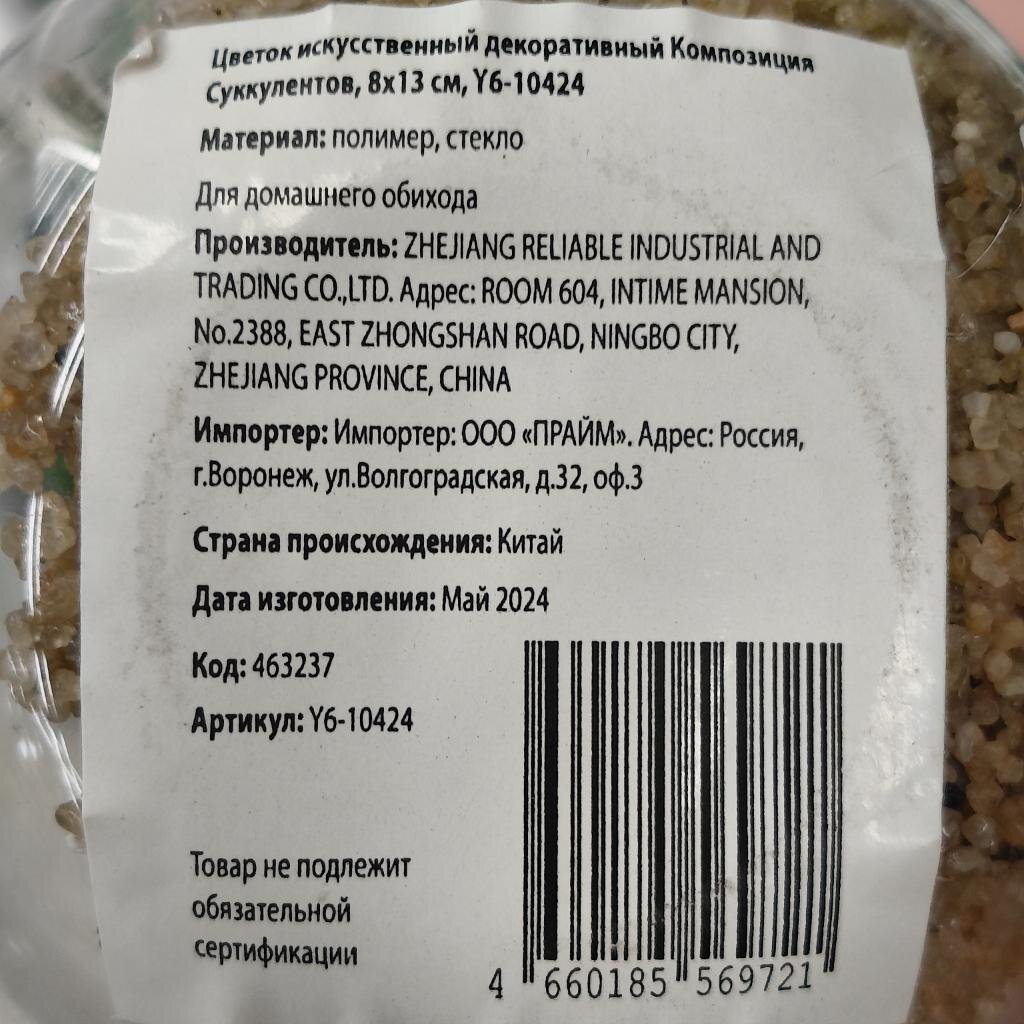 Цветок искусственный декоративный Композиция
Суккулентов, 8х13 см, Y6-10424
Материал: полимер, стекло
Для домашнего обихода
Производитель: ZHEJIANG RELIABLE INDUSTRIAL AND
TRADING CO.,LTD. Адрес: ROOM 604, INTIME MANSION,
No.2388, EAST ZHONGSHAN ROAD, NINGBO CITY,
ZHEJIANG PROVINCE, CHINA
Импортер: Импортер: ООО «ПРАЙМ». Адрес: Россия,
г.Воронеж, ул.Волгоградская, д.32, оф.3
Страна происхождения: Китай
Дата изготовления: Май 2024
Код: 463237
Артикул: Y6-10424
Товар не подлежит
обязательной
сертификации
4 660185 569721